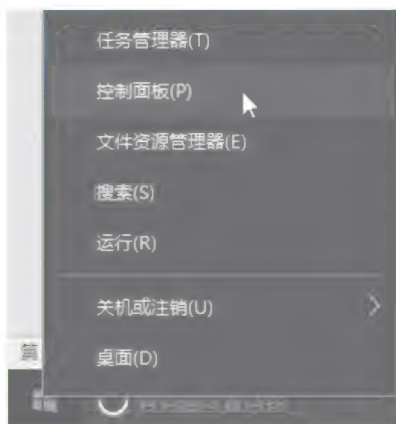 任务管理器(T)
控制面板(P)
文件资源管理器(E)
搜索(S)
运行(R)
关机或注销(U)
桌面(D)
第